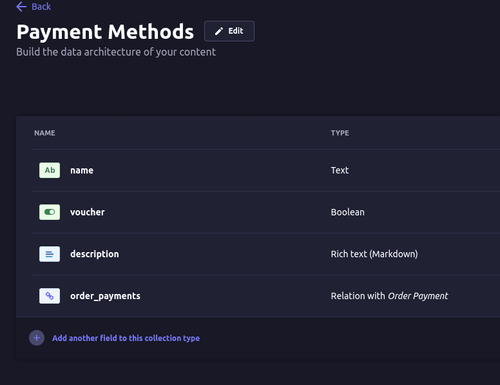 Back
Payment Methods Edit
Build the data architecture of your content
NAME TYPE
Ab name Text
voucher Boolean
description Rich text (Markdown)
order_payments Relation with Order Payment
Add another field to this collection type